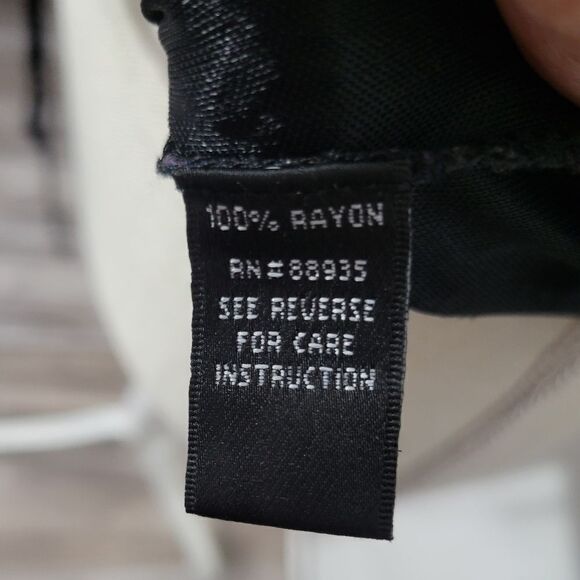 100% RAYON
RN#88935
SEE REVERSE
FOR CARE
INSTRUCTION